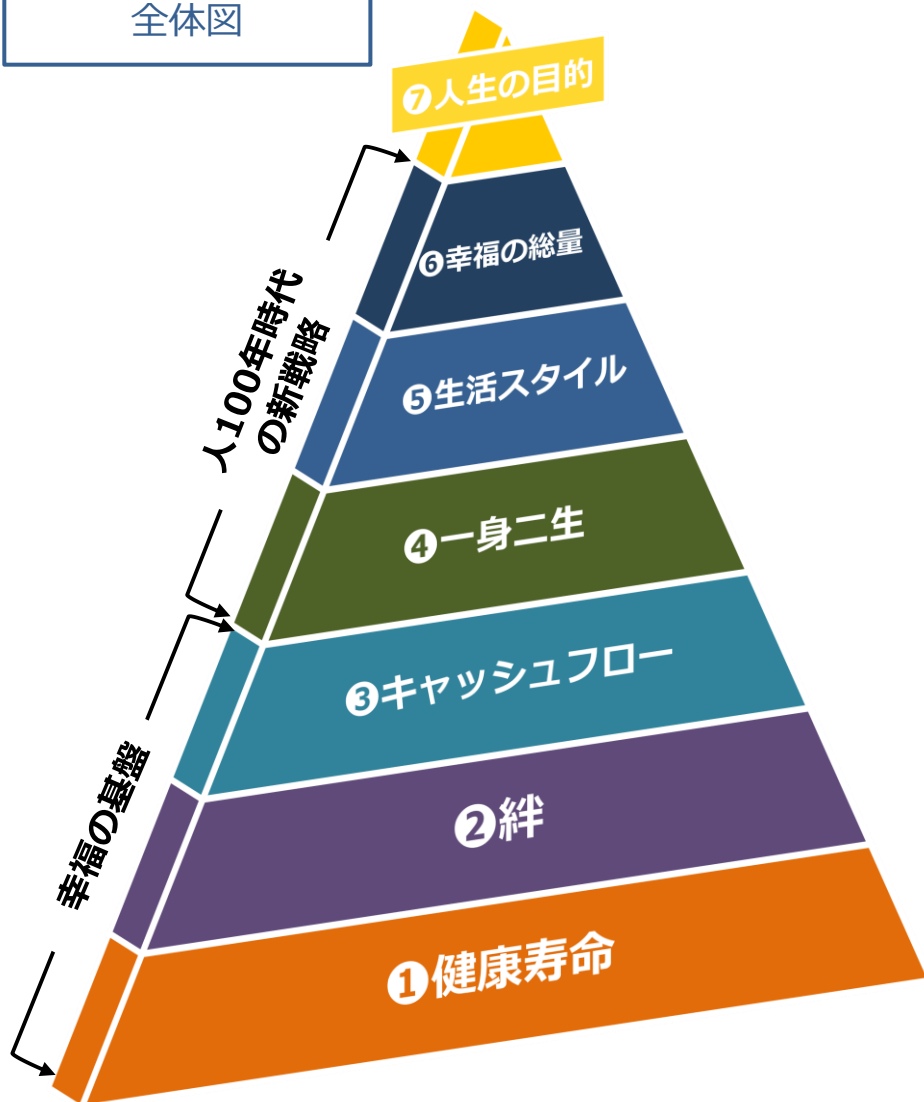 全体図
❼人生の目的
❻幸福の総量
❺生活スタイル
❹一身二生
❸キャッシュフロー
❷絆
❶健康寿命
人100年時代
の新戦略
幸福の基盤